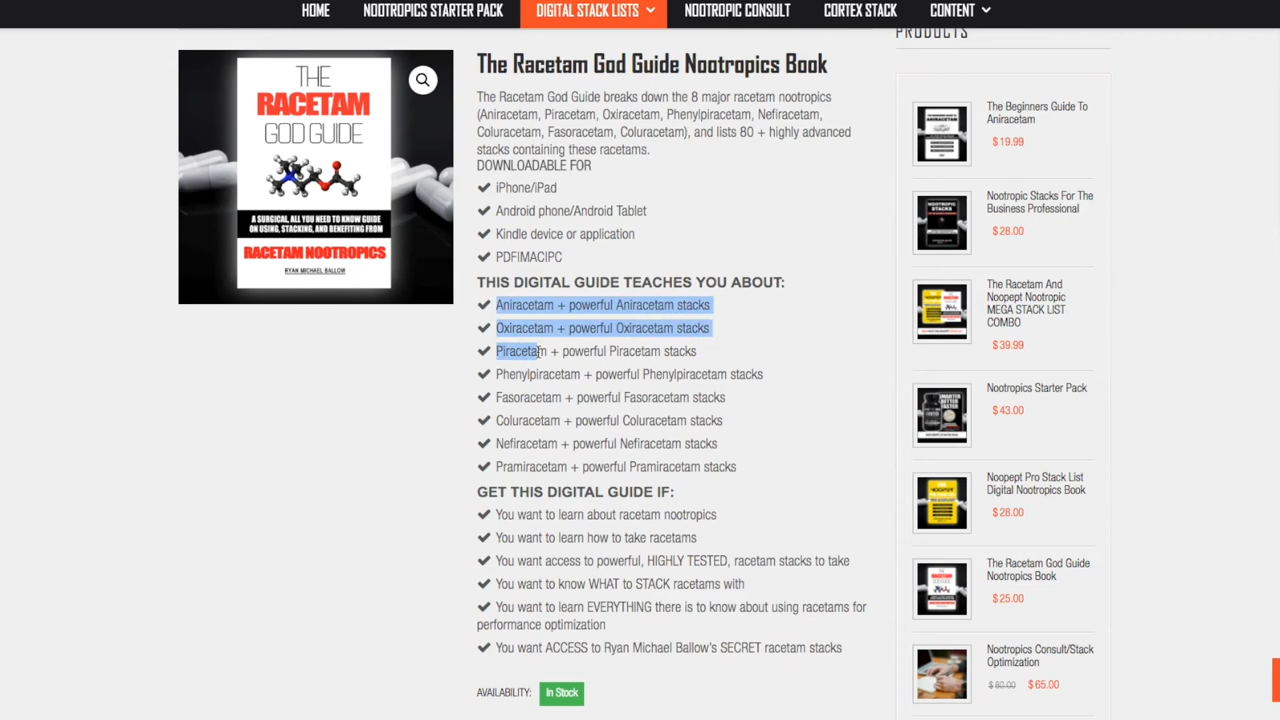 HOME NOOTROPICS STARTER PACK DIGITAL STACK LISTS NOOTROPIC CONSULT CORTEX STACK CONTENT
THE
RACETAM
GOD GUIDE
A SURGICAL, ALL YOU NEED TO KNOW GUIDE
ON USING, STACKING, AND BENEFITING FROM
RACETAM NOOTROPICS
RYAN MICHAEL BALLOW
The Racetam God Guide Nootropics Book
The Racetam God Guide breaks down the 8 major racetam nootropics
(Aniracetam, Piracetam, Oxiracetam, Phenylpiracetam, Nefiracetam,
Coluracetam, Fasoracetam, Coluracetam), and lists 80 + highly advanced
stacks containing these racetams.
DOWNLOADABLE FOR
iPhone/iPad
Android phone/Android Tablet
Kindle device or application
PDF|MAC|PC
THE DIGITAL GUIDE TEACHES YOU ABOUT:
Aniracetam + powerful Aniracetam stacks
Oxiracetam + powerful Oxiracetam stacks
Piracetam + powerful Piracetam stacks
Phenylpiracetam + powerful Phenylpiracetam stacks
Fasoracetam + powerful Fasoracetam stacks
Coluracetam + powerful Coluracetam stacks
Nefiracetam + powerful Nefiracetam stacks
Pramiracetam + powerful Pramiracetam stacks
GET THIS DIGITAL GUIDE IF:
You want to learn about racetam nootropics
You want to learn how to take racetams
You want access to powerful, HIGHLY TESTED, racetam stacks to take
You want to know WHAT to STACK racetams with
You want to learn EVERYTHING there is to know about using racetams for
performance optimization
You want ACCESS to Ryan Michael Ballow's SECRET racetam stacks
AVAILABILITY: In Stock
PRODUCTS
The Beginners Guide To
Aniracetam
$19.99
Nootropic Stacks For The
Business Professional
$28.00
The Racetam And
Noopept Nootropic
MEGA STACK LIST
COMBO
$39.99
Nootropics Starter Pack
$43.00
Noopept Pro Stack List
Digital Nootropics Book
$28.00
The Racetam God Guide
Nootropics Book
$25.00
Nootropics Consult/Stack
Optimization
$80.00 $65.00